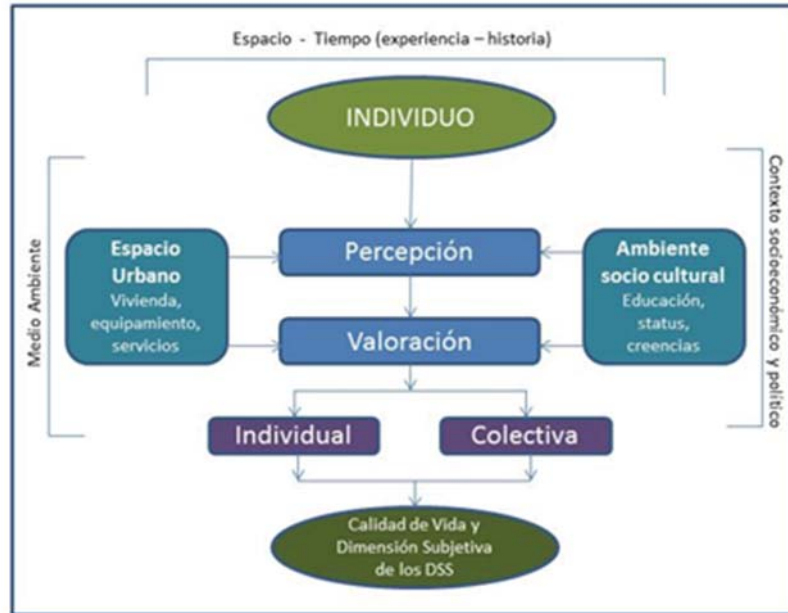 Espacio - Tiempo (experiencia – historia)
INDIVIDUO
Medio Ambiente
Contexto socioeconómico y político
Espacio
Urbano
Vivienda,
equipamiento,
servicios
Percepción
Valoración
Ambiente
socio cultural
Educación,
status,
creencias
Individual
Colectiva
Calidad de Vida y
Dimensión Subjetiva
de los DSS